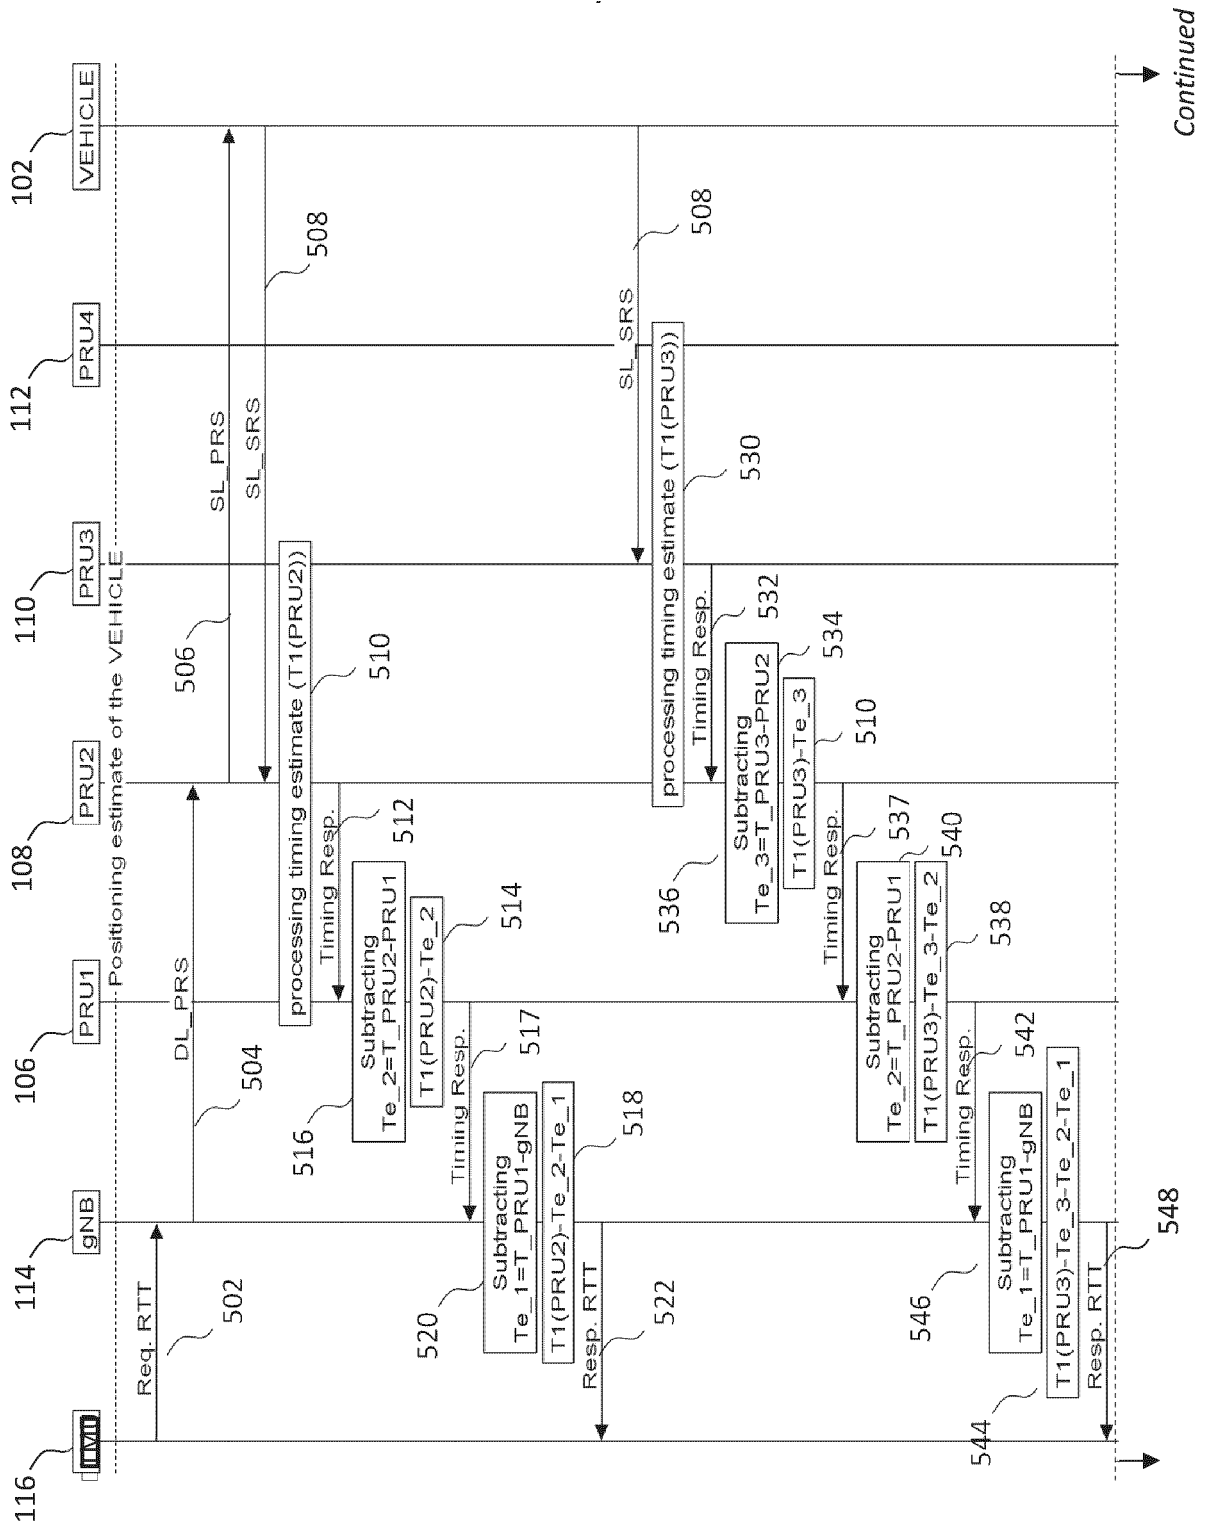 116
114
gNB
106
PRU1
108
PRU2
110
PRU3
112
PRU4
102
VEHICLE
Positioning estimate of the VEHICLE
Req. RTT
502
DL_PRS
504
SL_PRS
506
SL_SRS
508
processing timing estimate (T1(PRU2))
510
Timing Resp.
512
Subtracting
Te_2=T_PRU2-PRU1
516
T1(PRU2)-Te_2
514
Timing Resp.
517
Subtracting
Te_1=T_PRU1-gNB
520
T1(PRU2)-Te_2-Te_1
518
Resp. RTT
522
SL_SRS
508
processing timing estimate (T1(PRU3))
530
Timing Resp.
532
Subtracting
Te_3=T_PRU3-PRU2
534
536
T1(PRU3)-Te_3
510
Timing Resp.
537
Subtracting
Te_2=T_PRU2-PRU1
540
T1(PRU3)-Te_3-Te_2
538
Timing Resp.
542
Subtracting
Te_1=T_PRU1-gNB
546
T1(PRU3)-Te_3-Te_2-Te_1
544
Resp. RTT
548
Continued